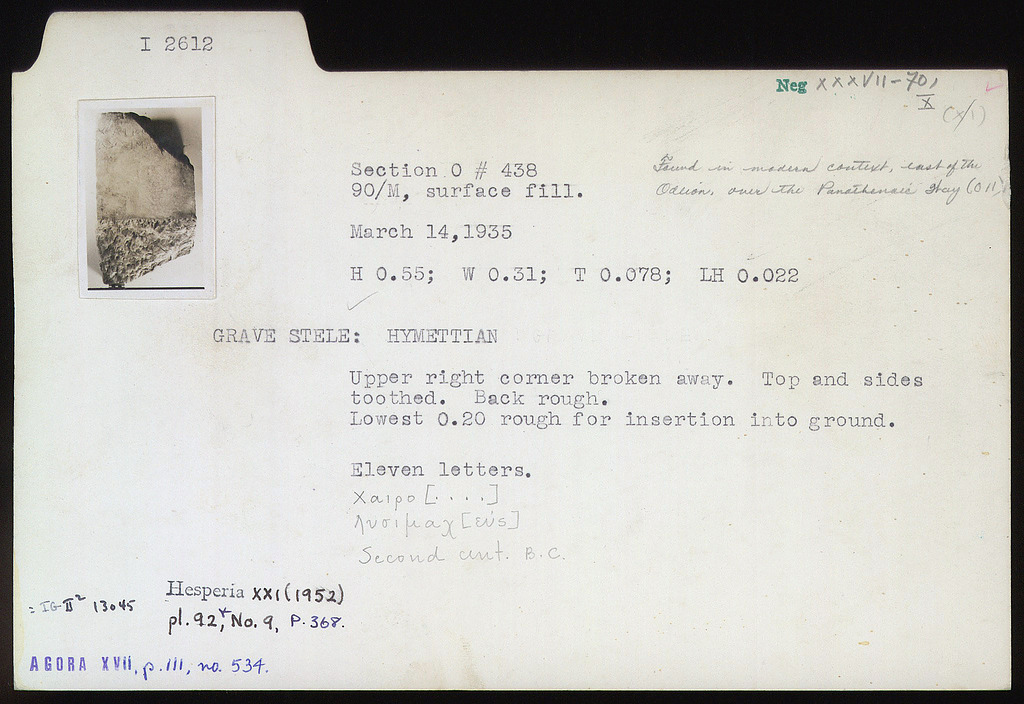 I 2612
Neg XXXVII-70,
X
(X/1)
Section O # 438
90/M, surface fill.
Found in modern context, east of the
Odeion, over the Panathenaic Way (O 11)
March 14,1935
H 0.55; W 0.31; T 0.078; LH 0.022
GRAVE STELE: HYMETTIAN
Upper right corner broken away. Top and sides
toothed. Back rough.
Lowest 0.20 rough for insertion into ground.
Eleven letters.
Χαιρο[....]
Λυσιμαχ[εύς]
Second cent. B.C.
= IG II² 13045
Hesperia XXI (1952)
pl. 92, No. 9, P. 368.
AGORA XVII, p. 111, no. 534.